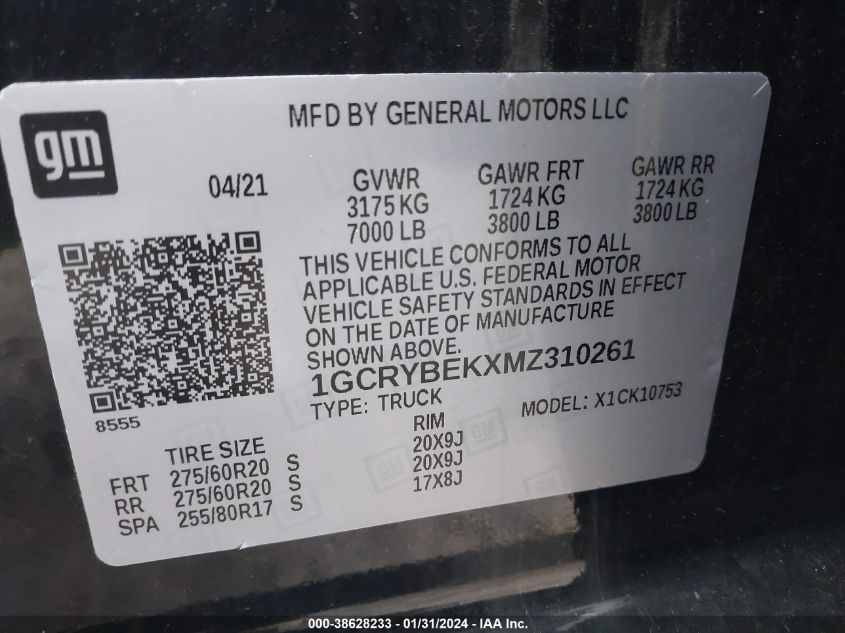 gm
MFD BY GENERAL MOTORS LLC
04/21
GVWR
3175 KG
7000 LB
GAWR FRT
1724 KG
3800 LB
GAWR RR
1724 KG
3800 LB
THIS VEHICLE CONFORMS TO ALL
APPLICABLE U.S. FEDERAL MOTOR
VEHICLE SAFETY STANDARDS IN EFFECT
ON THE DATE OF MANUFACTURE
SHOWN ABOVE.
1GCRYBEKXMZ310261
TYPE: TRUCK
MODEL: X1CK10753
8555
TIRE SIZE
RIM
FRT 275/60R20 S 20X9J
RR 275/60R20 S 20X9J
SPA 255/80R17 S 17X8J
000-38628233 - 01/31/2024 - IAA Inc.